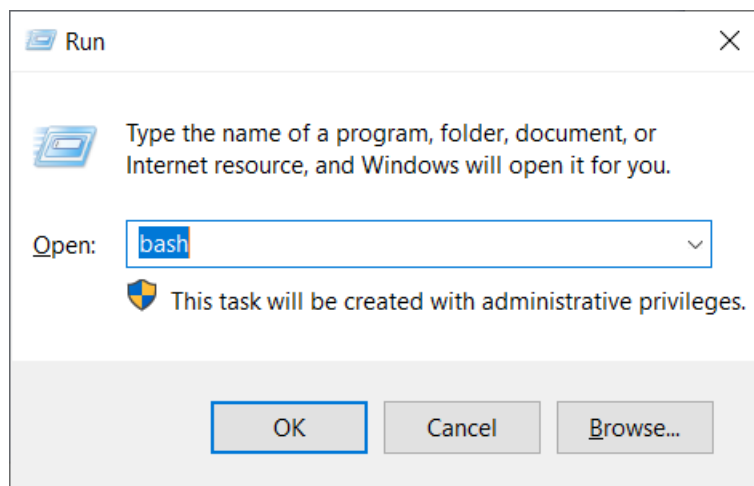 Run
Type the name of a program, folder, document, or
Internet resource, and Windows will open it for you.
Open: bash
This task will be created with administrative privileges.
OK Cancel Browse...